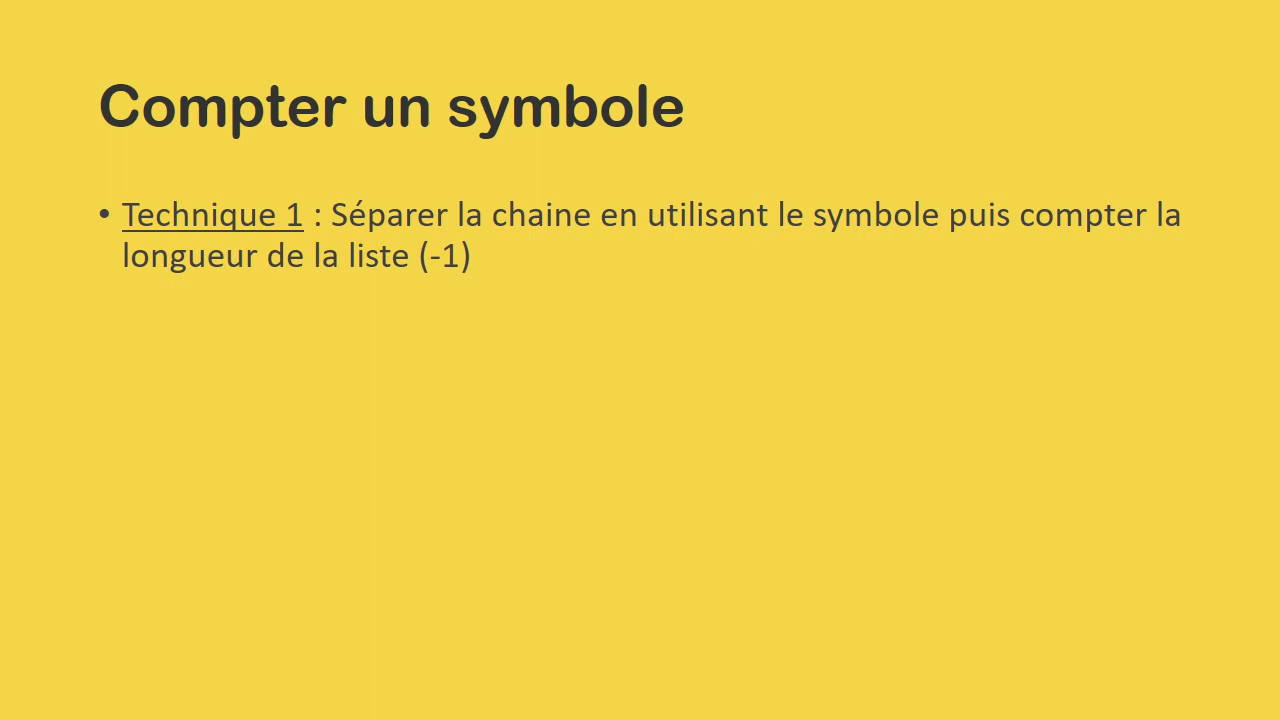 Compter un symbole
• Technique 1 : Séparer la chaine en utilisant le symbole puis compter la
longueur de la liste (-1)